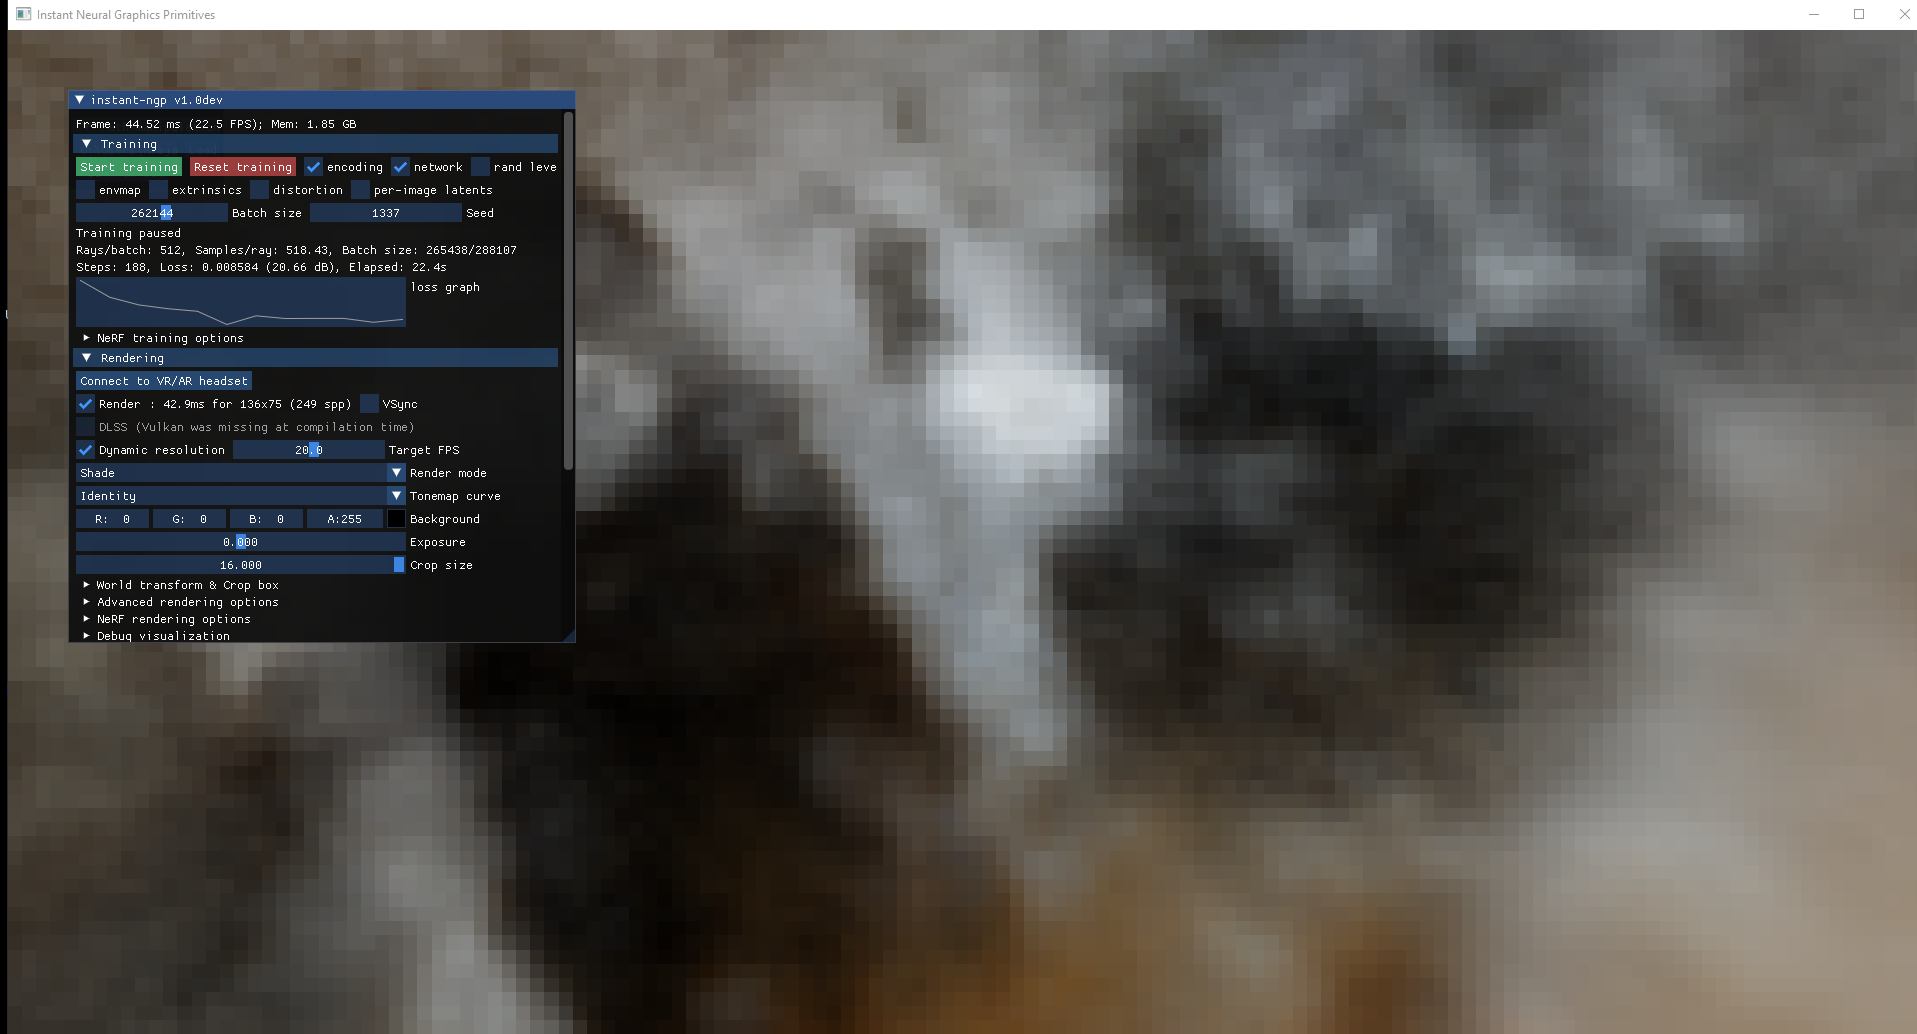 Instant Neural Graphics Primitives
instant-ngp v1.0dev
Frame: 44.52 ms (22.5 FPS); Mem: 1.85 GB
Training
Start training Reset training encoding network rand leve
envmap extrinsics distortion per-image latents
262144 Batch size 1337 Seed
Training paused
Rays/batch: 512, Samples/ray: 518.43, Batch size: 265438/288107
Steps: 188, Loss: 0.008584 (20.66 dB), Elapsed: 22.4s
loss graph
NeRF training options
Rendering
Connect to VR/AR headset
Render : 42.9ms for 136x75 (249 spp) VSync
DLSS (Vulkan was missing at compilation time)
Dynamic resolution 20.0 Target FPS
Shade Render mode
Identity Tonemap curve
R: 0 G: 0 B: 0 A:255 Background
0.000 Exposure
16.000 Crop size
World transform & Crop box
Advanced rendering options
NeRF rendering options
Debug visualization